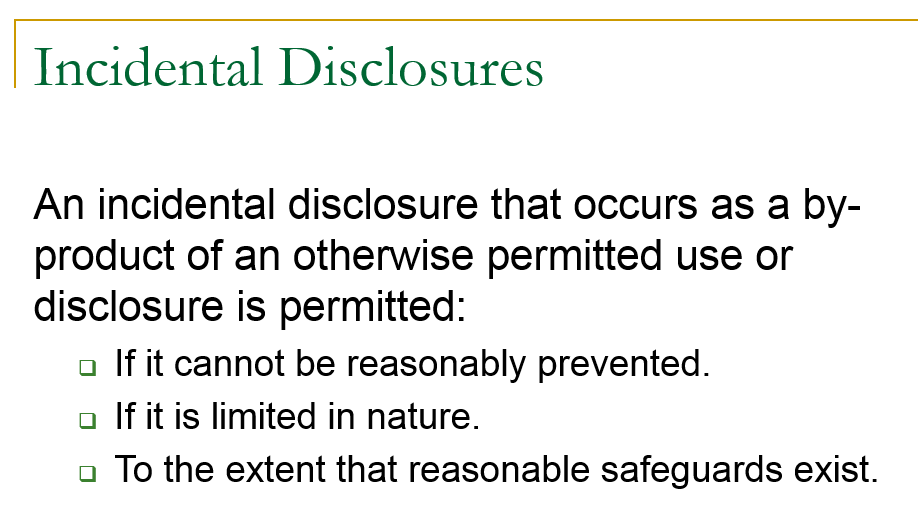 Incidental Disclosures
An incidental disclosure that occurs as a by-
product of an otherwise permitted use or
disclosure is permitted:
If it cannot be reasonably prevented.
If it is limited in nature.
To the extent that reasonable safeguards exist.